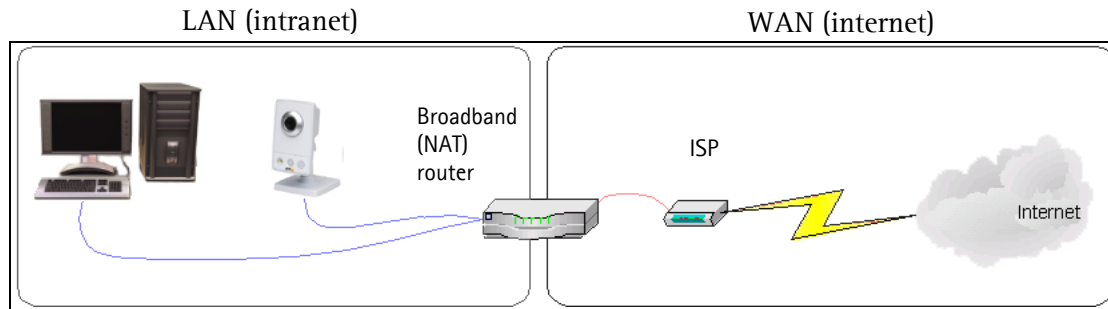 LAN (intranet)
WAN (internet)
Broadband
(NAT)
router
ISP
Internet